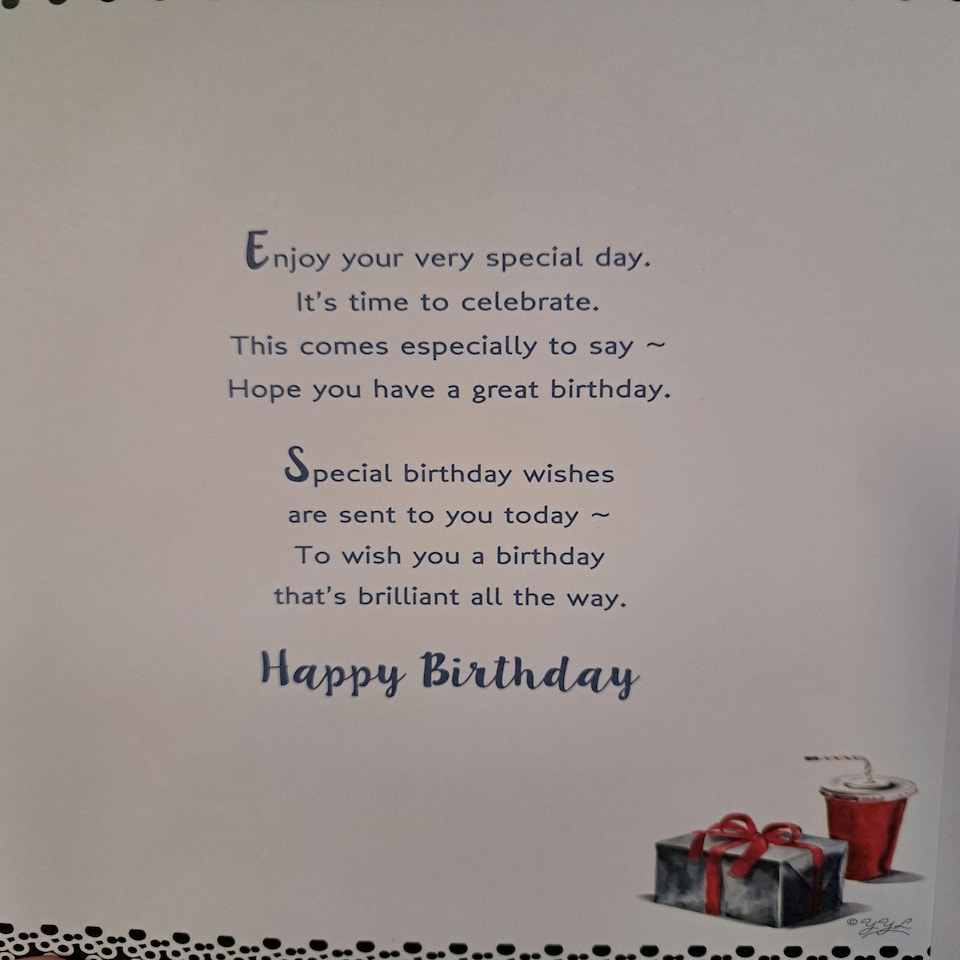 Enjoy your very special day.
It's time to celebrate.
This comes especially to say ~
Hope you have a great birthday.
Special birthday wishes
are sent to you today ~
To wish you a birthday
that's brilliant all the way.
Happy Birthday